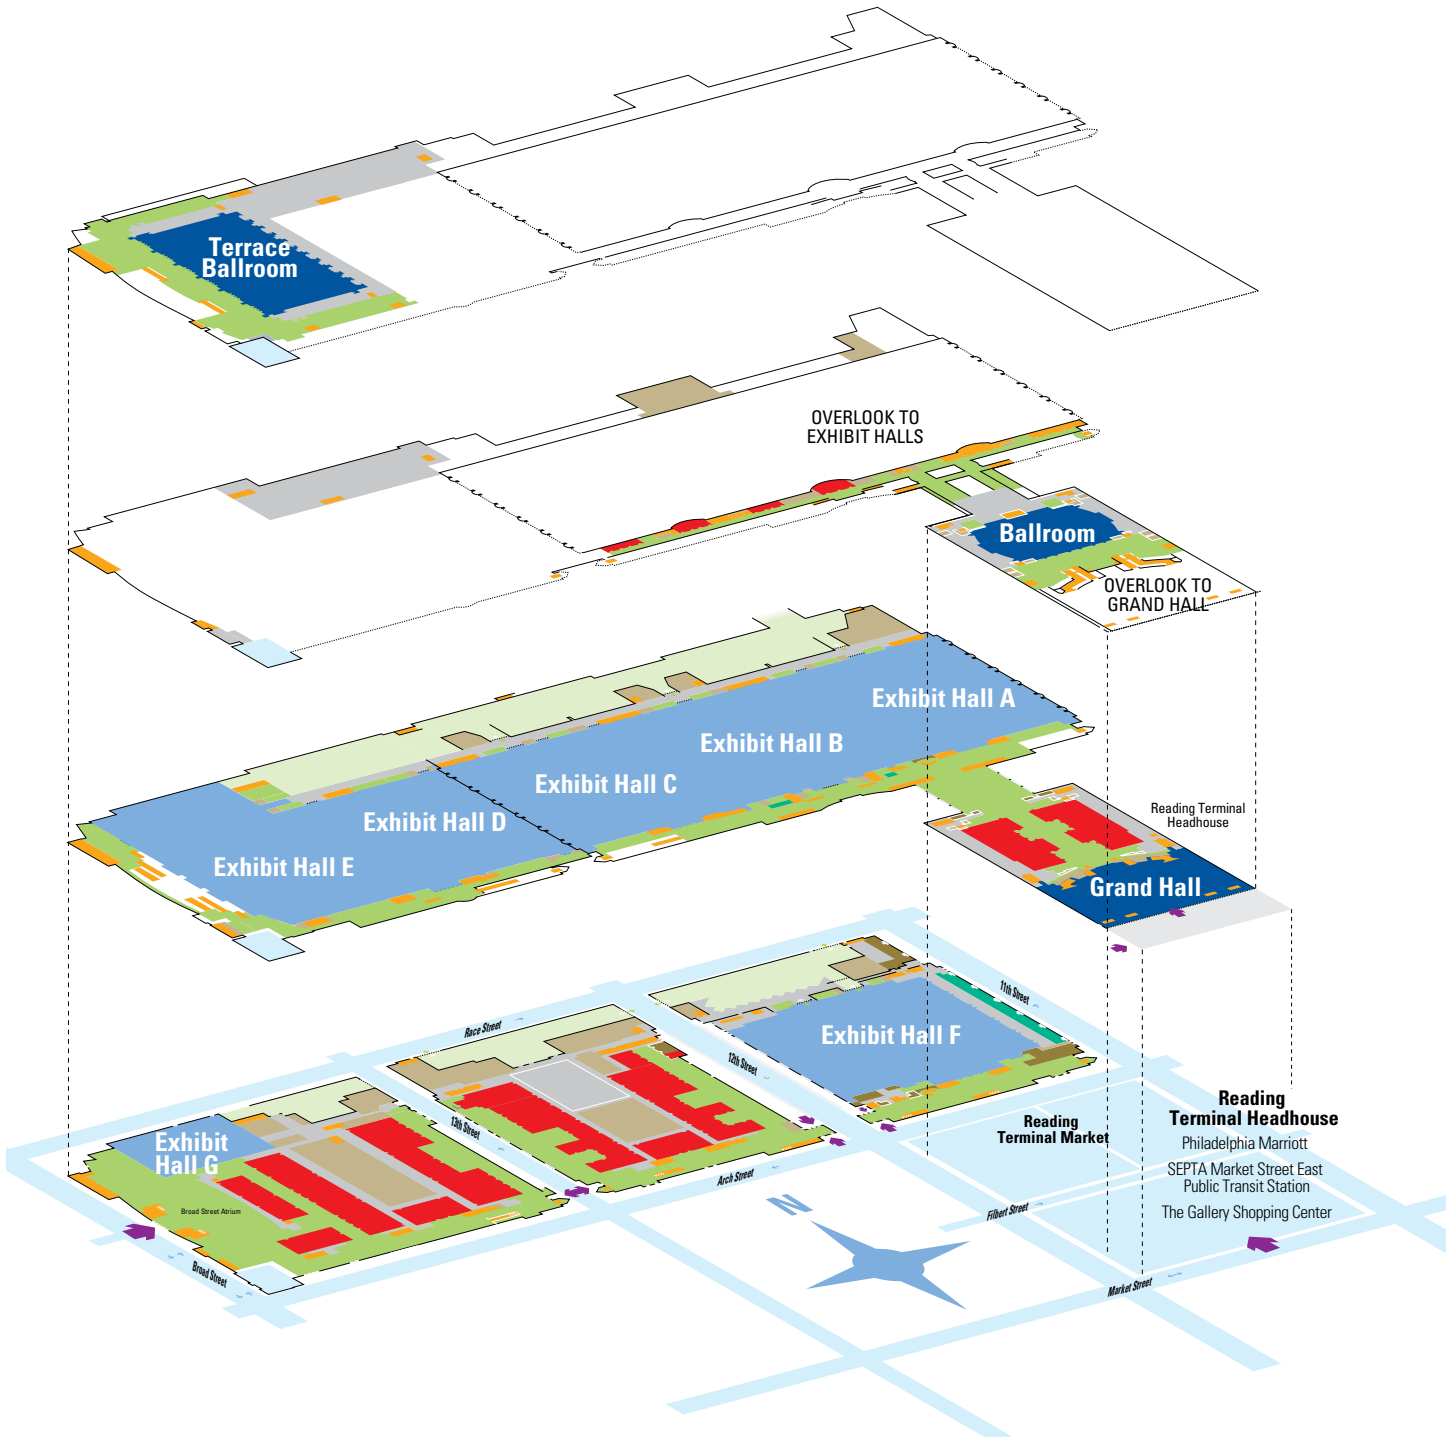 Terrace
Ballroom
OVERLOOK TO
EXHIBIT HALLS
Ballroom
OVERLOOK TO
GRAND HALL
Exhibit Hall A
Exhibit Hall B
Exhibit Hall C
Exhibit Hall D
Exhibit Hall E
Reading Terminal
Headhouse
Grand Hall
11th Street
Race Street
Exhibit Hall F
12th Street
Reading
Terminal Headhouse
Philadelphia Marriott
SEPTA Market Street East
Public Transit Station
The Gallery Shopping Center
Reading
Terminal Market
13th Street
Exhibit
Hall G
Arch Street
N
Broad Street Atrium
Filbert Street
Broad Street
Market Street